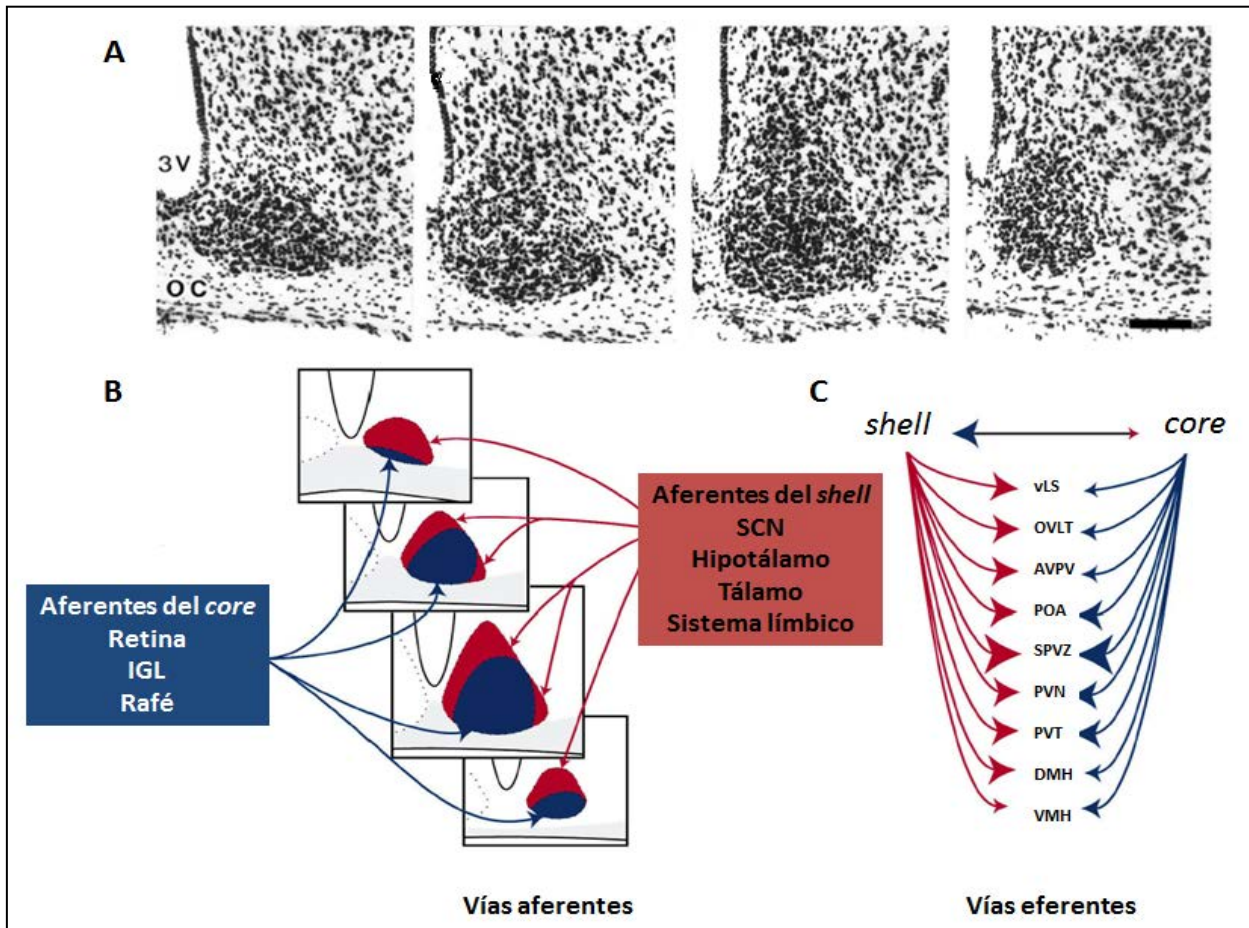 A
3V
OC
B
C
shell
core
Aferentes del shell
SCN
Hipotálamo
Tálamo
Sistema límbico
Aferentes del core
Retina
IGL
Rafé
vLS
OVLT
AVPV
POA
SPVZ
PVN
PVT
DMH
VMH
Vías aferentes
Vías eferentes